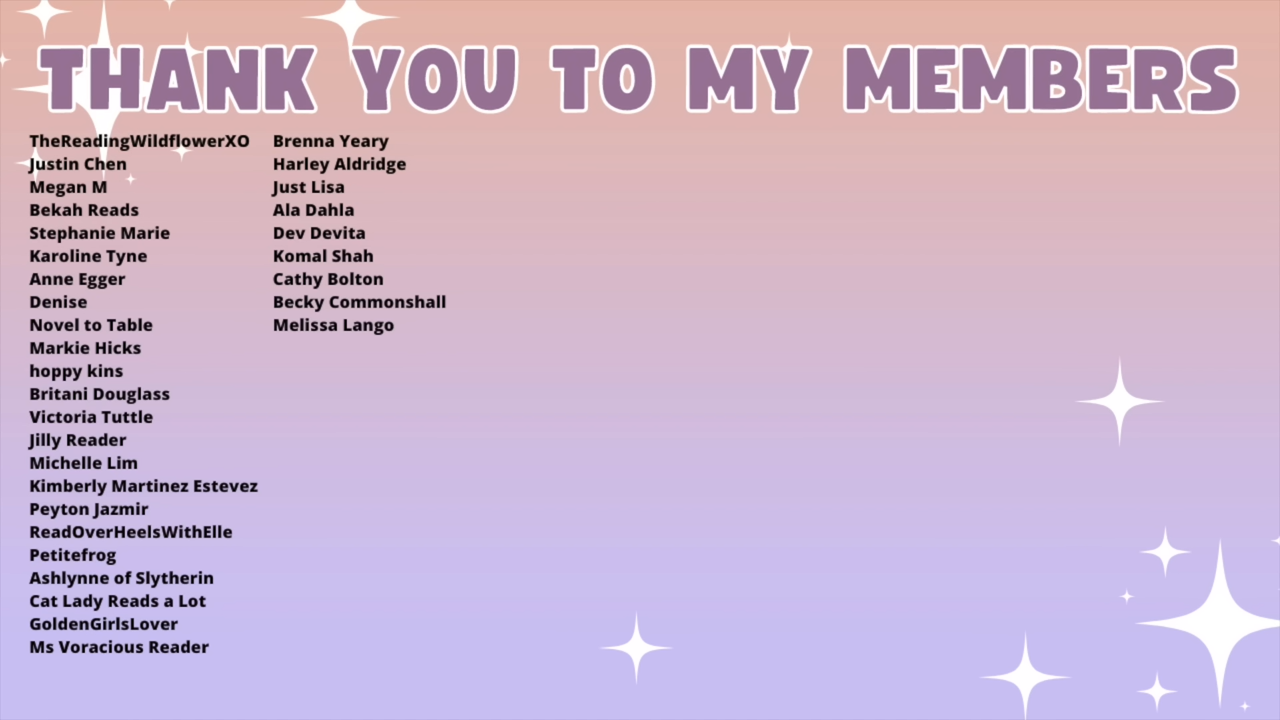 THANK YOU TO MY MEMBERS
TheReadingWildflowerXO
Justin Chen
Megan M
Bekah Reads
Stephanie Marie
Karoline Tyne
Anne Egger
Denise
Novel to Table
Markie Hicks
hoppy kins
Britani Douglass
Victoria Tuttle
Jilly Reader
Michelle Lim
Kimberly Martinez Estevez
Peyton Jazmir
ReadOverHeelsWithElle
Petitefrog
Ashlynne of Slytherin
Cat Lady Reads a Lot
GoldenGirlsLover
Ms Voracious Reader
Brenna Yeary
Harley Aldridge
Just Lisa
Ala Dahla
Dev Devita
Komal Shah
Cathy Bolton
Becky Commonshall
Melissa Lango